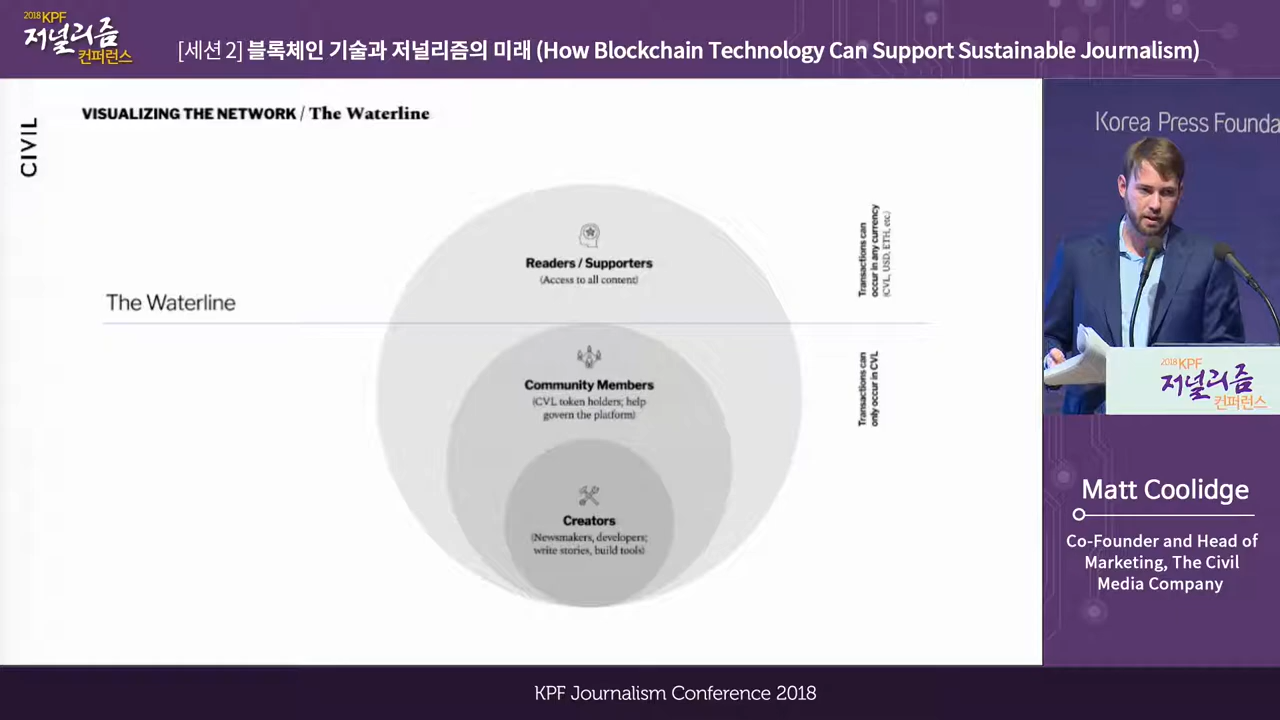 2018 KPF
저널리즘
컨퍼런스
[세션 2] 블록체인 기술과 저널리즘의 미래 (How Blockchain Technology Can Support Sustainable Journalism)
CIVIL
VISUALIZING THE NETWORK / The Waterline
Readers / Supporters
(Access to all content)
The Waterline
Community Members
(CVL token holders; help
govern the platform)
Creators
(Newsmakers, developers;
write stories, build tools)
Transactions can
occur in any currency
(CVL, USD, ETH, etc.)
Transactions can
only occur in CVL
Korea Press Founda
2018 KPF
저널리즘
컨퍼런스
Matt Coolidge
Co-Founder and Head of
Marketing, The Civil
Media Company
KPF Journalism Conference 2018